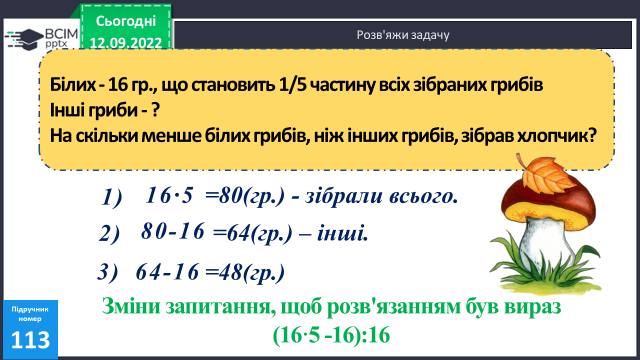 Сьогодні
12.09.2022
ВСІМ
pptx
Розв'яжи задачу
Білих - 16 гр., що становить 1/5 частину всіх зібраних грибів
Інші гриби - ?
На скільки менше білих грибів, ніж інших грибів, зібрав хлопчик?
1) 16·5 =80(гр.) - зібрали всього.
2) 80-16 =64(гр.) – інші.
3) 64-16 =48(гр.)
Зміни запитання, щоб розв'язанням був вираз
(16·5 -16):16
Підручник
номер
113